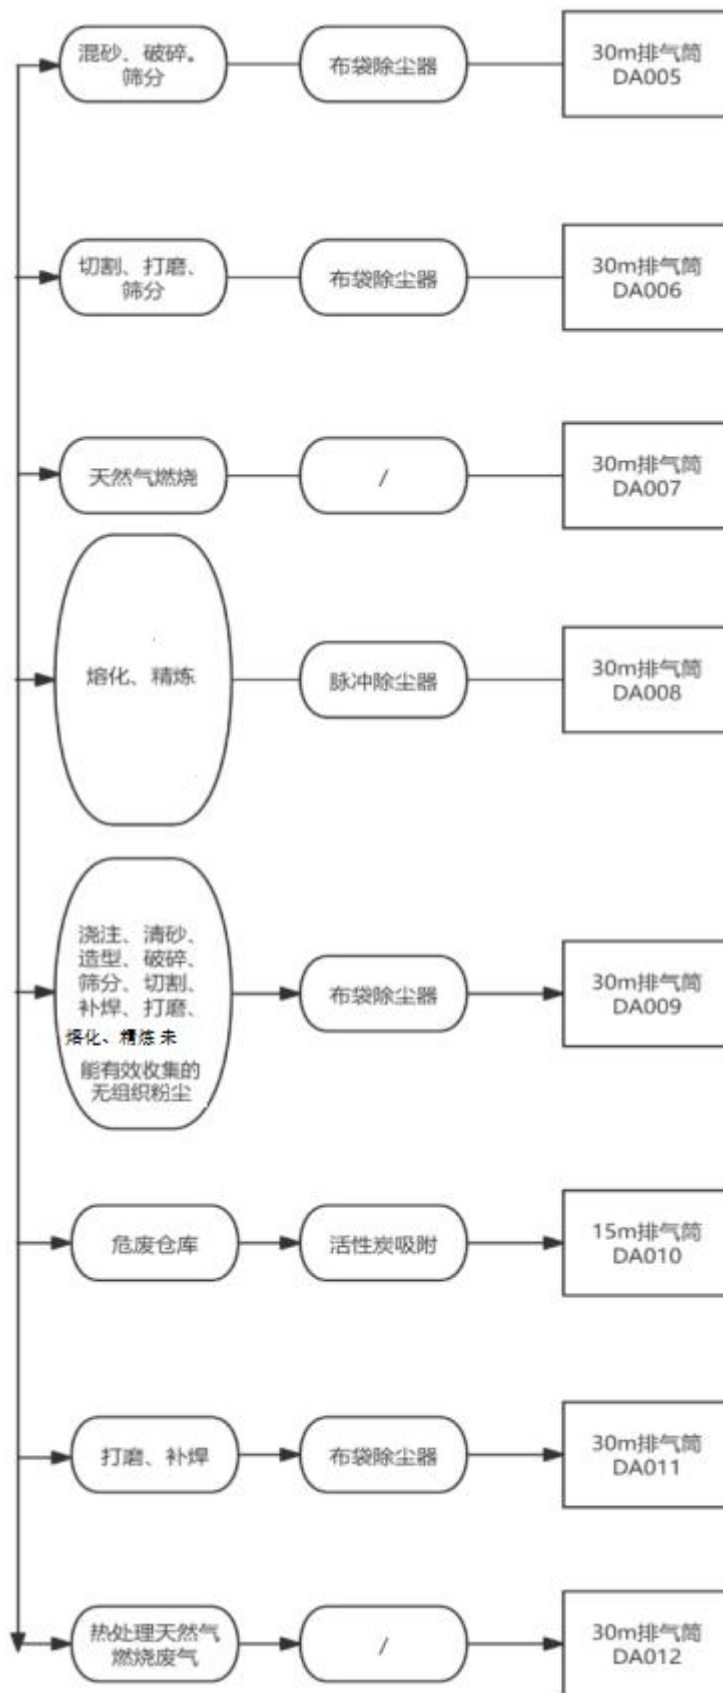 混砂、破碎。
筛分
布袋除尘器
30m排气筒
DA005
切割、打磨、
筛分
布袋除尘器
30m排气筒
DA006
天然气燃烧
/
30m排气筒
DA007
熔化、精炼
脉冲除尘器
30m排气筒
DA008
浇注、清砂、
造型、破碎、
筛分、切割、
补焊、打磨、
熔化、精炼未
能有效收集的
无组织粉尘
布袋除尘器
30m排气筒
DA009
危废仓库
活性炭吸附
15m排气筒
DA010
打磨、补焊
布袋除尘器
30m排气筒
DA011
热处理天然气
燃烧废气
/
30m排气筒
DA012